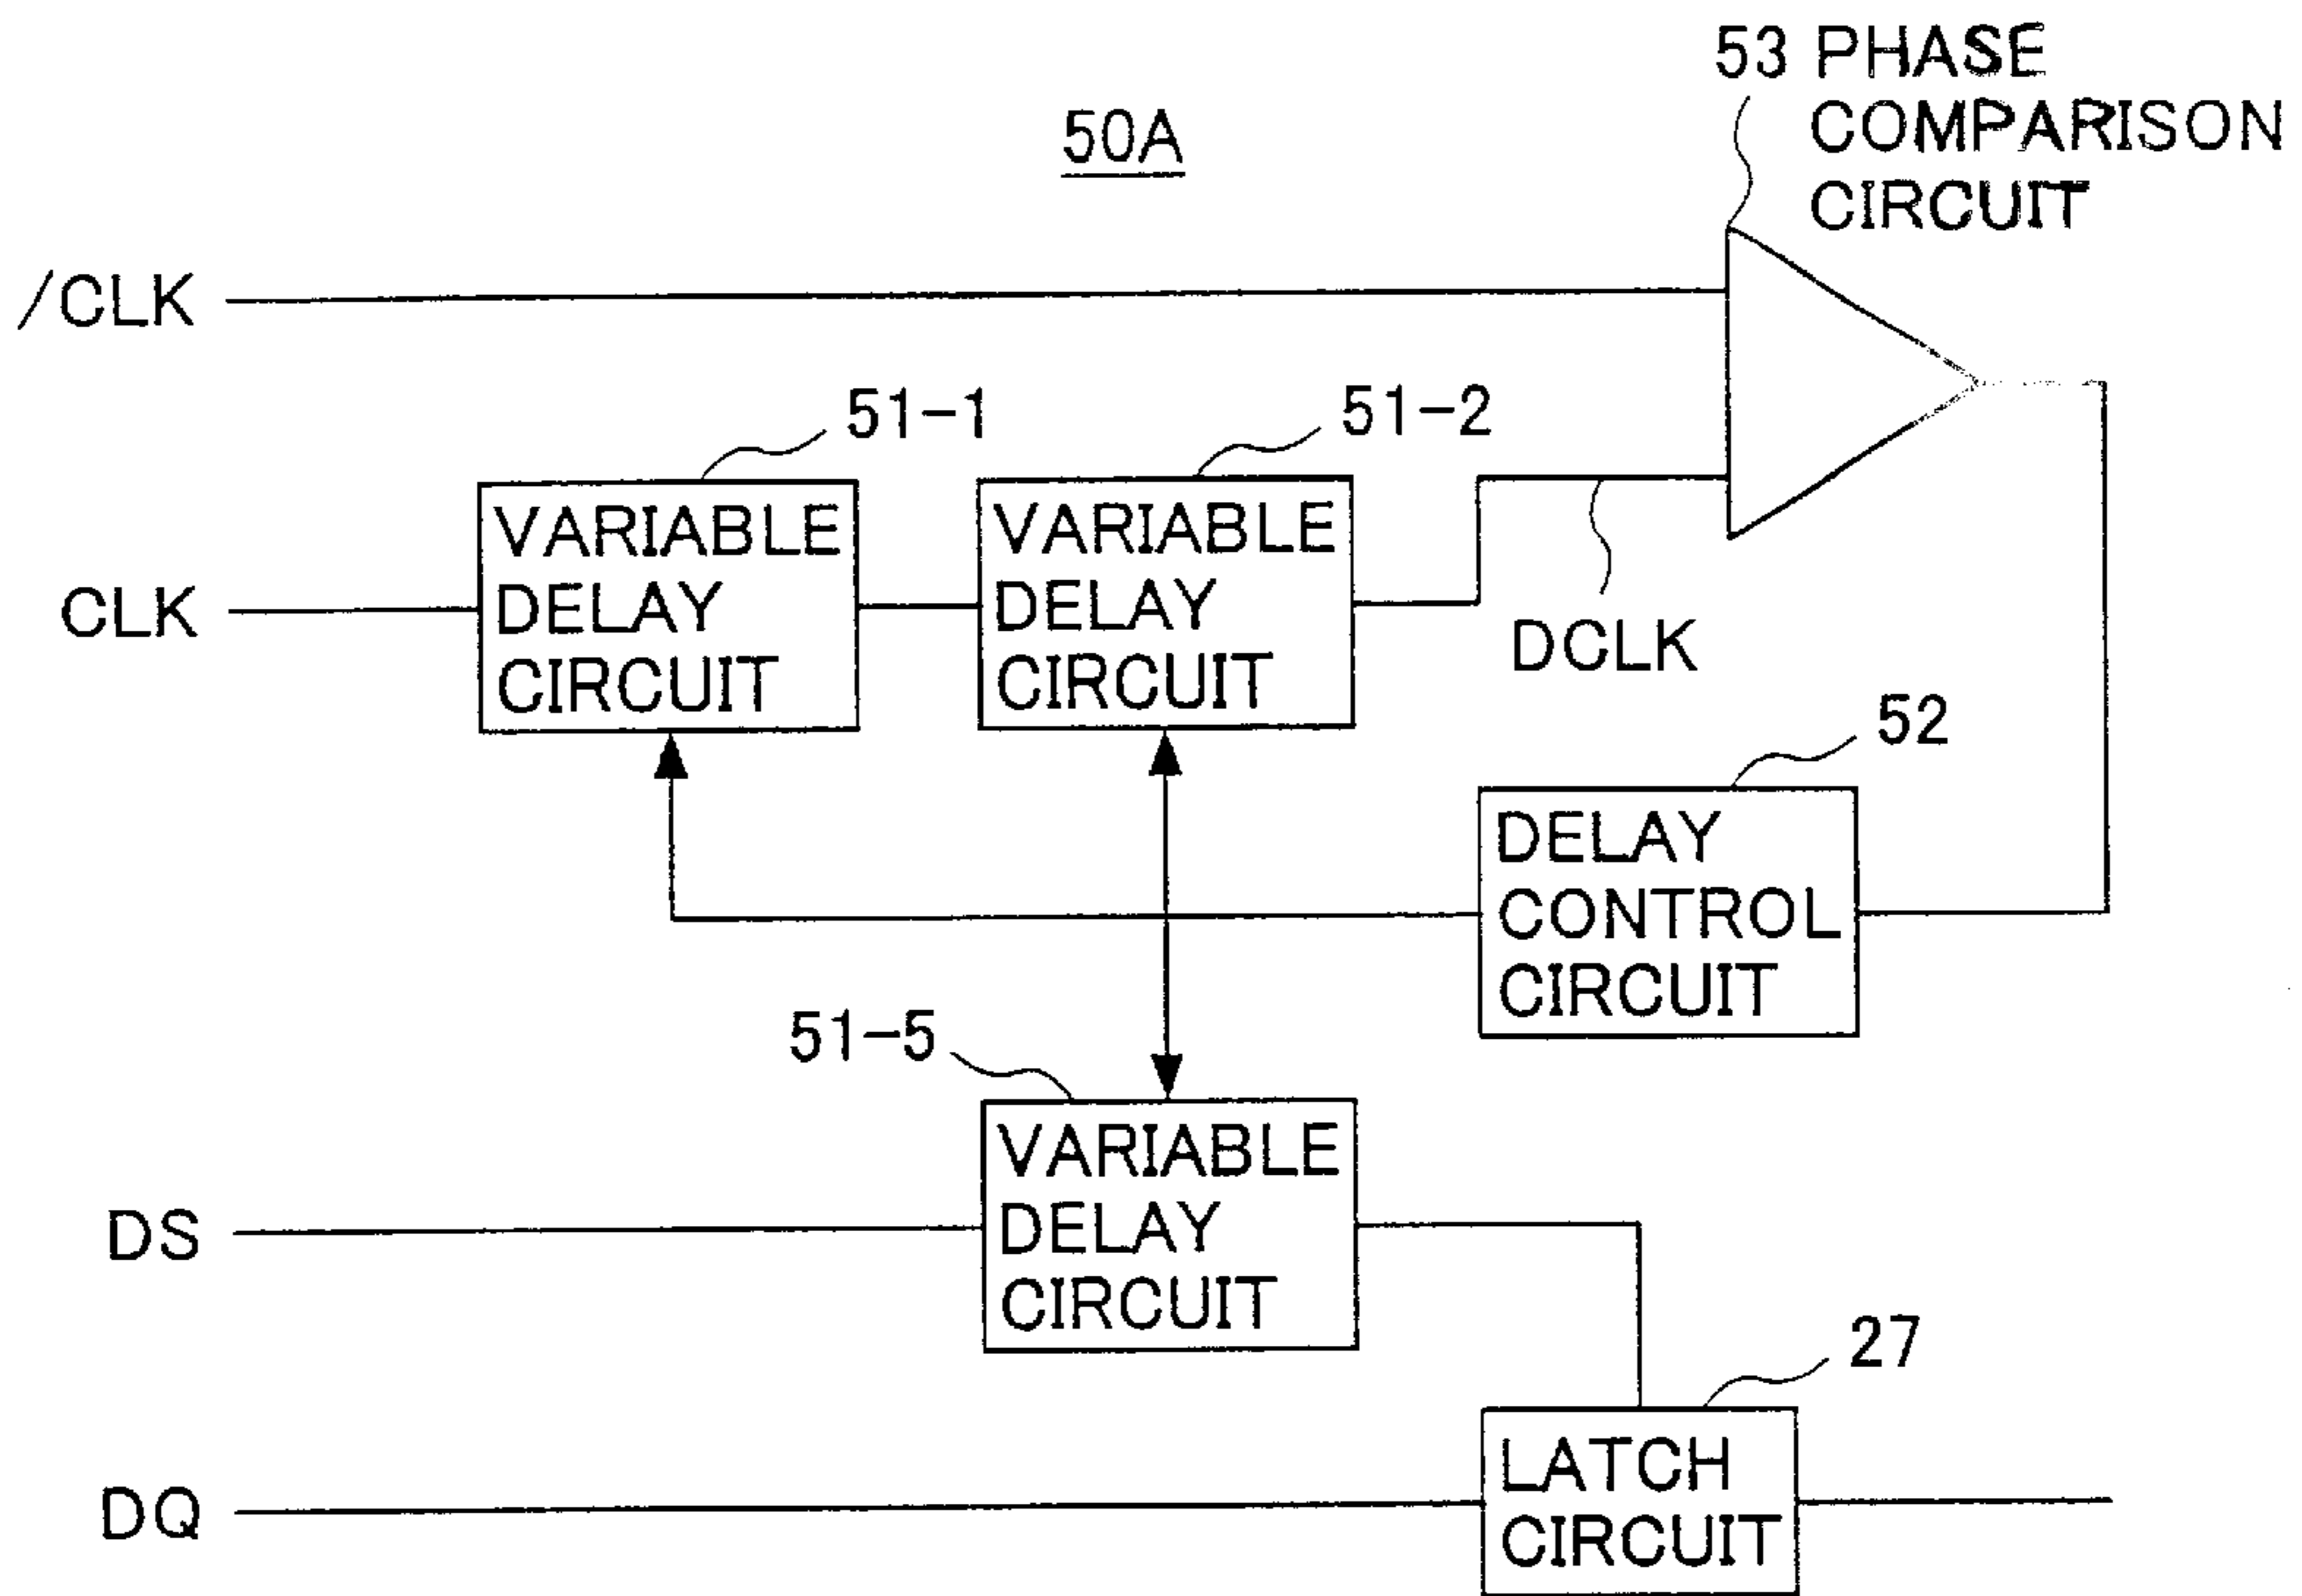 53 PHASE
COMPARISON
CIRCUIT
50A
/CLK
51-1
51-2
VARIABLE
DELAY
CIRCUIT
VARIABLE
DELAY
CIRCUIT
CLK
DCLK
52
DELAY
CONTROL
CIRCUIT
51-5
VARIABLE
DELAY
CIRCUIT
DS
27
LATCH
CIRCUIT
DQ